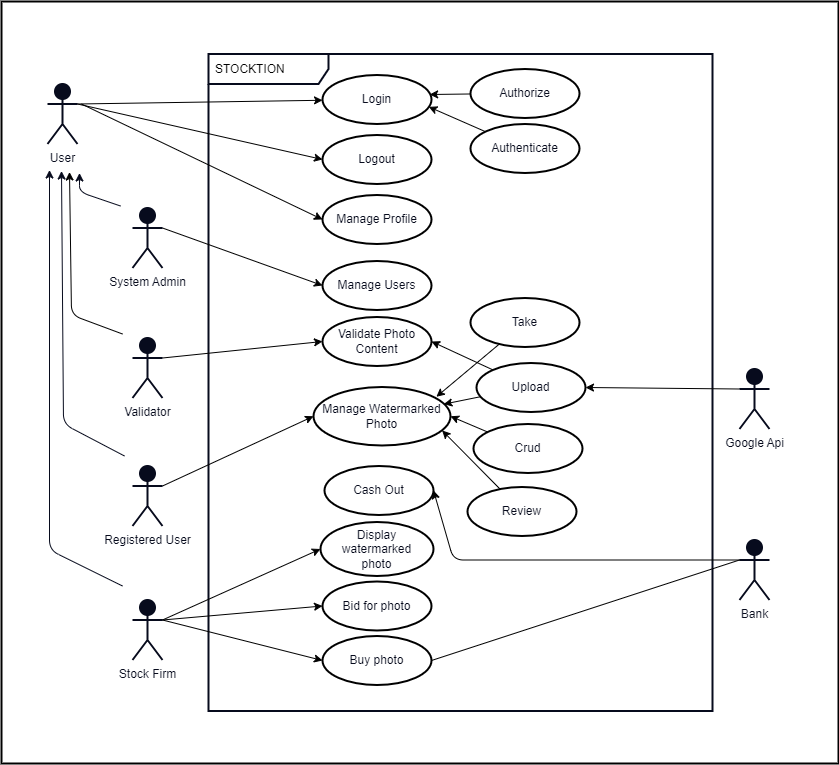 STOCKTION
Login
Authorize
Authenticate
User
Logout
Manage Profile
System Admin
Manage Users
Validate Photo
Content
Take
Validator
Upload
Manage Watermarked
Photo
Google Api
Crud
Registered User
Cash Out
Review
Display
watermarked
photo
Bid for photo
Bank
Stock Firm
Buy photo